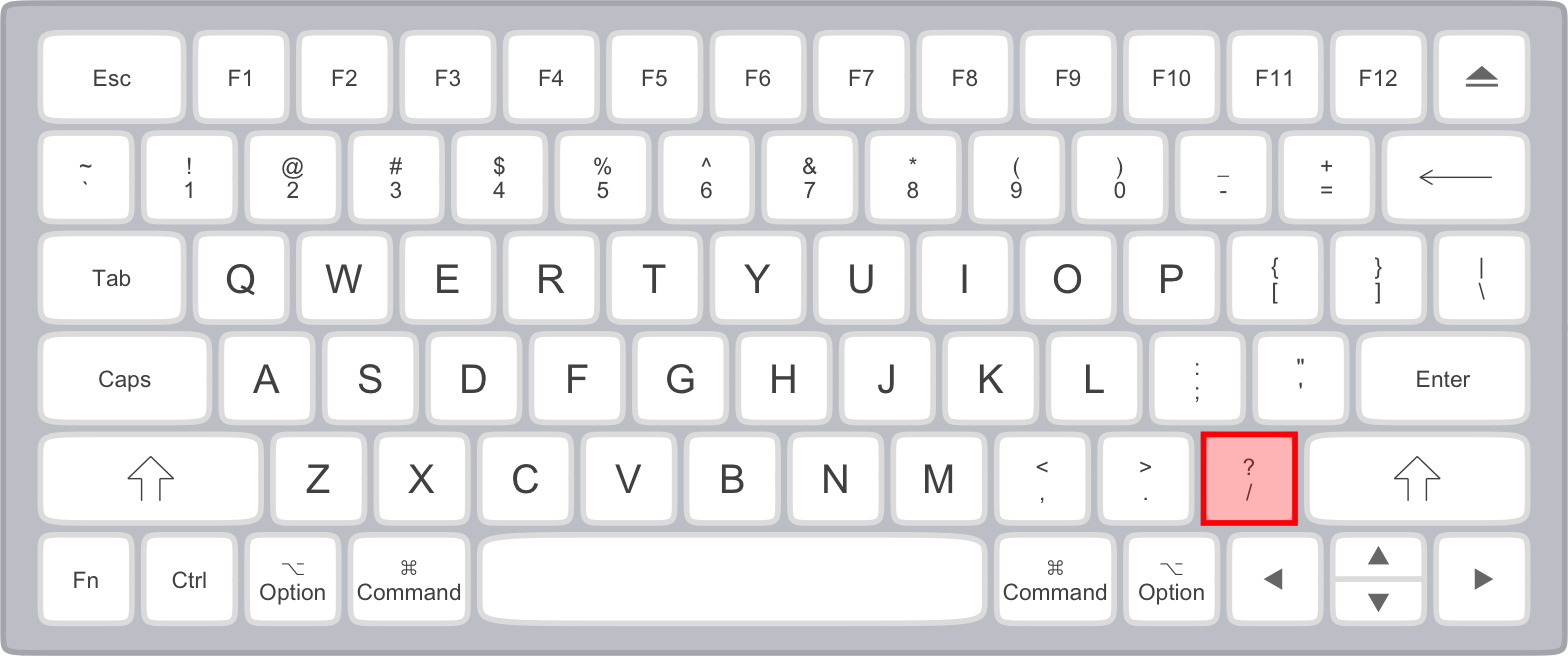 Esc F1 F2 F3 F4 F5 F6 F7 F8 F9 F10 F11 F12
~ ! @ # $ % ^ & * ( ) _ +
` 1 2 3 4 5 6 7 8 9 0 - =
Tab Q W E R T Y U I O P { } |
[ ] \
Caps A S D F G H J K L : " Enter
; '
Z X C V B N M < > ?
, . /
Fn Ctrl ⌥ ⌘ ⌘ ⌥
Option Command Command Option